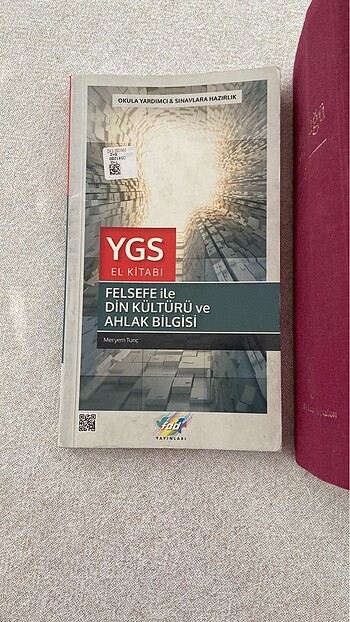 OKULA YARDIMCI & SINAVLARA HAZIRLIK
YGS
EL KİTABI
FELSEFE ile
DİN KÜLTÜRÜ ve
AHLAK BİLGİSİ
Meryem Tunç
fdd
YAYINLARI